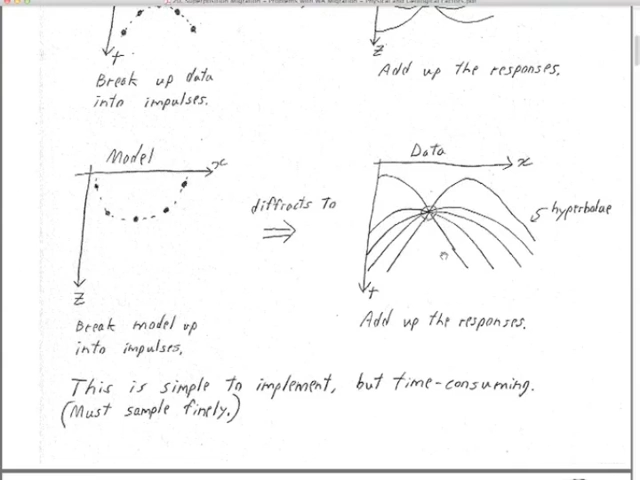 t
z
Break up data
into impulses.
Add up the responses.
Model
x
Data
x
diffracts to
⇒
hyperbolae
z
t
Break model up
into impulses.
Add up the responses.
This is simple to implement, but time-consuming.
(Must sample finely.)